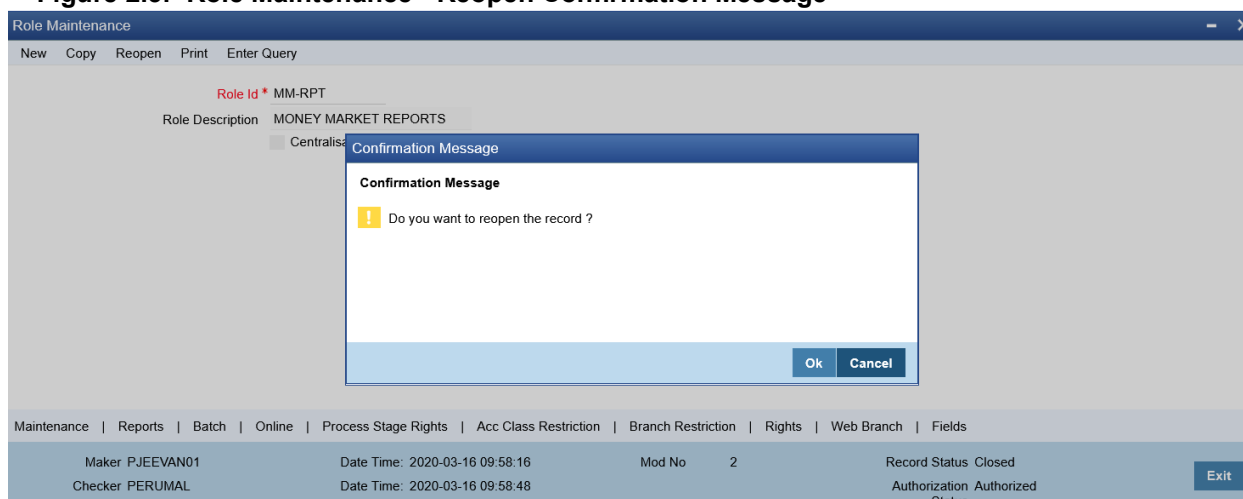 Role Maintenance
New Copy Reopen Print Enter Query
Role Id * MM-RPT
Role Description MONEY MARKET REPORTS
Confirmation Message
Confirmation Message
! Do you want to reopen the record ?
Ok Cancel
Maintenance | Reports | Batch | Online | Process Stage Rights | Acc Class Restriction | Branch Restriction | Rights | Web Branch | Fields
Maker PJEEVAN01 Date Time: 2020-03-16 09:58:16 Mod No 2 Record Status Closed
Checker PERUMAL Date Time: 2020-03-16 09:58:48 Authorization Authorized
Exit